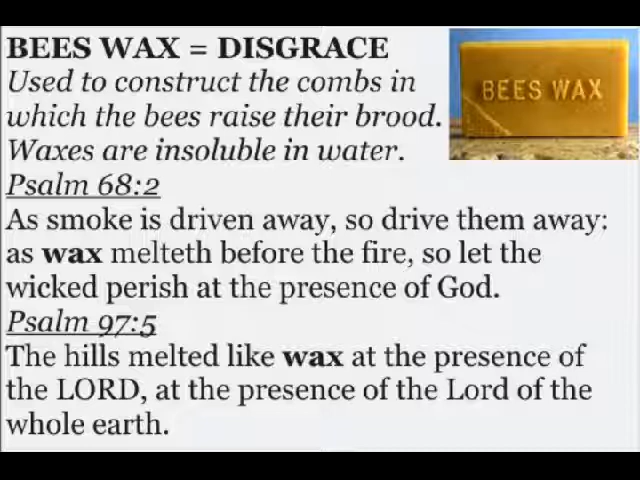 BEES WAX = DISGRACE
Used to construct the combs in
which the bees raise their brood.
Waxes are insoluble in water.
BEES WAX
Psalm 68:2
As smoke is driven away, so drive them away:
as wax melteth before the fire, so let the
wicked perish at the presence of God.
Psalm 97:5
The hills melted like wax at the presence of
the LORD, at the presence of the Lord of the
whole earth.